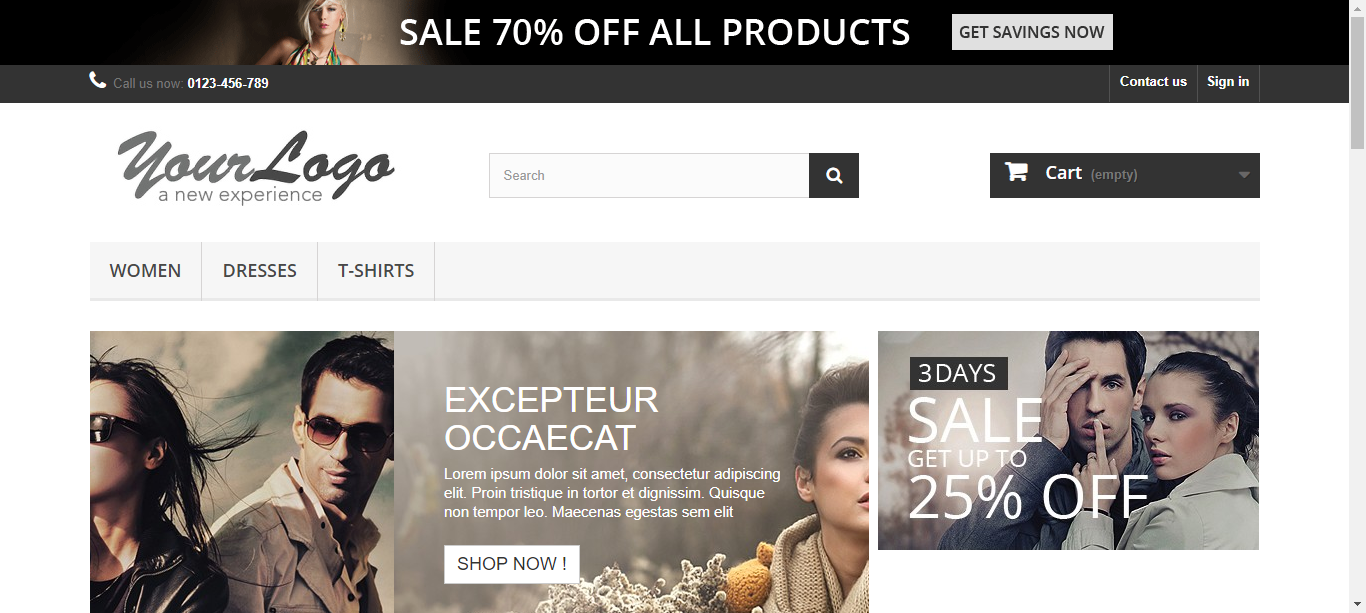 SALE 70% OFF ALL PRODUCTS
GET SAVINGS NOW
Call us now: 0123-456-789
Contact us
Sign in
YourLogo
a new experience
Search
Cart (empty)
WOMEN
DRESSES
T-SHIRTS
EXCEPTEUR
OCCAECAT
Lorem ipsum dolor sit amet, consectetur adipiscing
elit. Proin tristique in tortor et dignissim. Quisque
non tempor leo. Maecenas egestas sem elit
SHOP NOW !
3 DAYS
SALE
GET UP TO
25% OFF